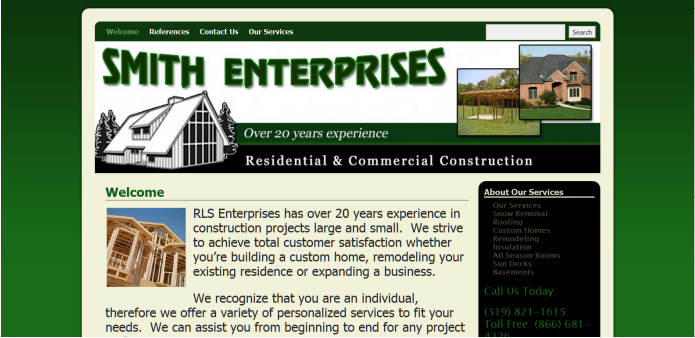 Welcome References Contact Us Our Services Search
SMITH ENTERPRISES
Over 20 years experience
Residential & Commercial Construction
Welcome
RLS Enterprises has over 20 years experience in
construction projects large and small. We strive
to achieve total customer satisfaction whether
you're building a custom home, remodeling your
existing residence or expanding a business.
We recognize that you are an individual,
therefore we offer a variety of personalized services to fit your
needs. We can assist you from beginning to end for any project
About Our Services
Our Services
Snow Removal
Roofing
Custom Homes
Remodeling
Insulation
All Season Rooms
Sun Decks
Basements
Call Us Today:
(319) 821-1615
Toll Free: (866) 681-
4326